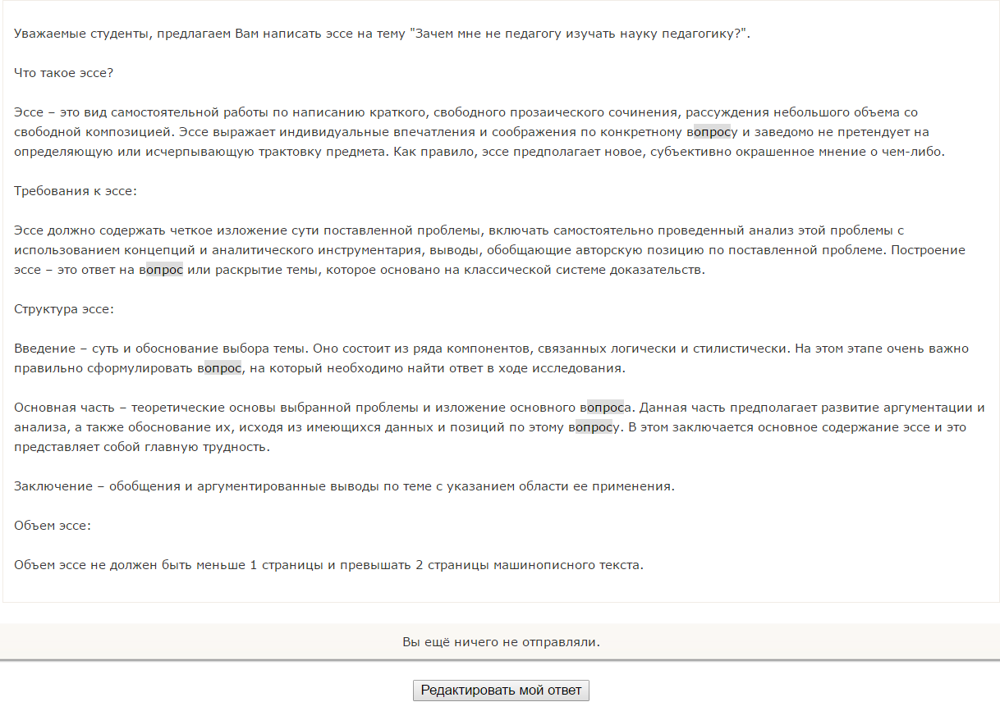 Уважаемые студенты, предлагаем Вам написать эссе на тему "Зачем мне не педагогу изучать науку педагогику?".
Что такое эссе?
Эссе – это вид самостоятельной работы по написанию краткого, свободного прозаического сочинения, рассуждения небольшого объема со
свободной композицией. Эссе выражает индивидуальные впечатления и соображения по конкретному вопросу и заведомо не претендует на
определяющую или исчерпывающую трактовку предмета. Как правило, эссе предполагает новое, субъективно окрашенное мнение о чем-либо.
Требования к эссе:
Эссе должно содержать четкое изложение сути поставленной проблемы, включать самостоятельно проведенный анализ этой проблемы с
использованием концепций и аналитического инструментария, выводы, обобщающие авторскую позицию по поставленной проблеме. Построение
эссе – это ответ на вопрос или раскрытие темы, которое основано на классической системе доказательств.
Структура эссе:
Введение – суть и обоснование выбора темы. Оно состоит из ряда компонентов, связанных логически и стилистически. На этом этапе очень важно
правильно сформулировать вопрос, на который необходимо найти ответ в ходе исследования.
Основная часть – теоретические основы выбранной проблемы и изложение основного вопроса. Данная часть предполагает развитие аргументации и
анализа, а также обоснование их, исходя из имеющихся данных и позиций по этому вопросу. В этом заключается основное содержание эссе и это
представляет собой главную трудность.
Заключение – обобщения и аргументированные выводы по теме с указанием области ее применения.
Объем эссе:
Объем эссе не должен быть меньше 1 страницы и превышать 2 страницы машинописного текста.
Вы ещё ничего не отправляли.
Редактировать мой ответ